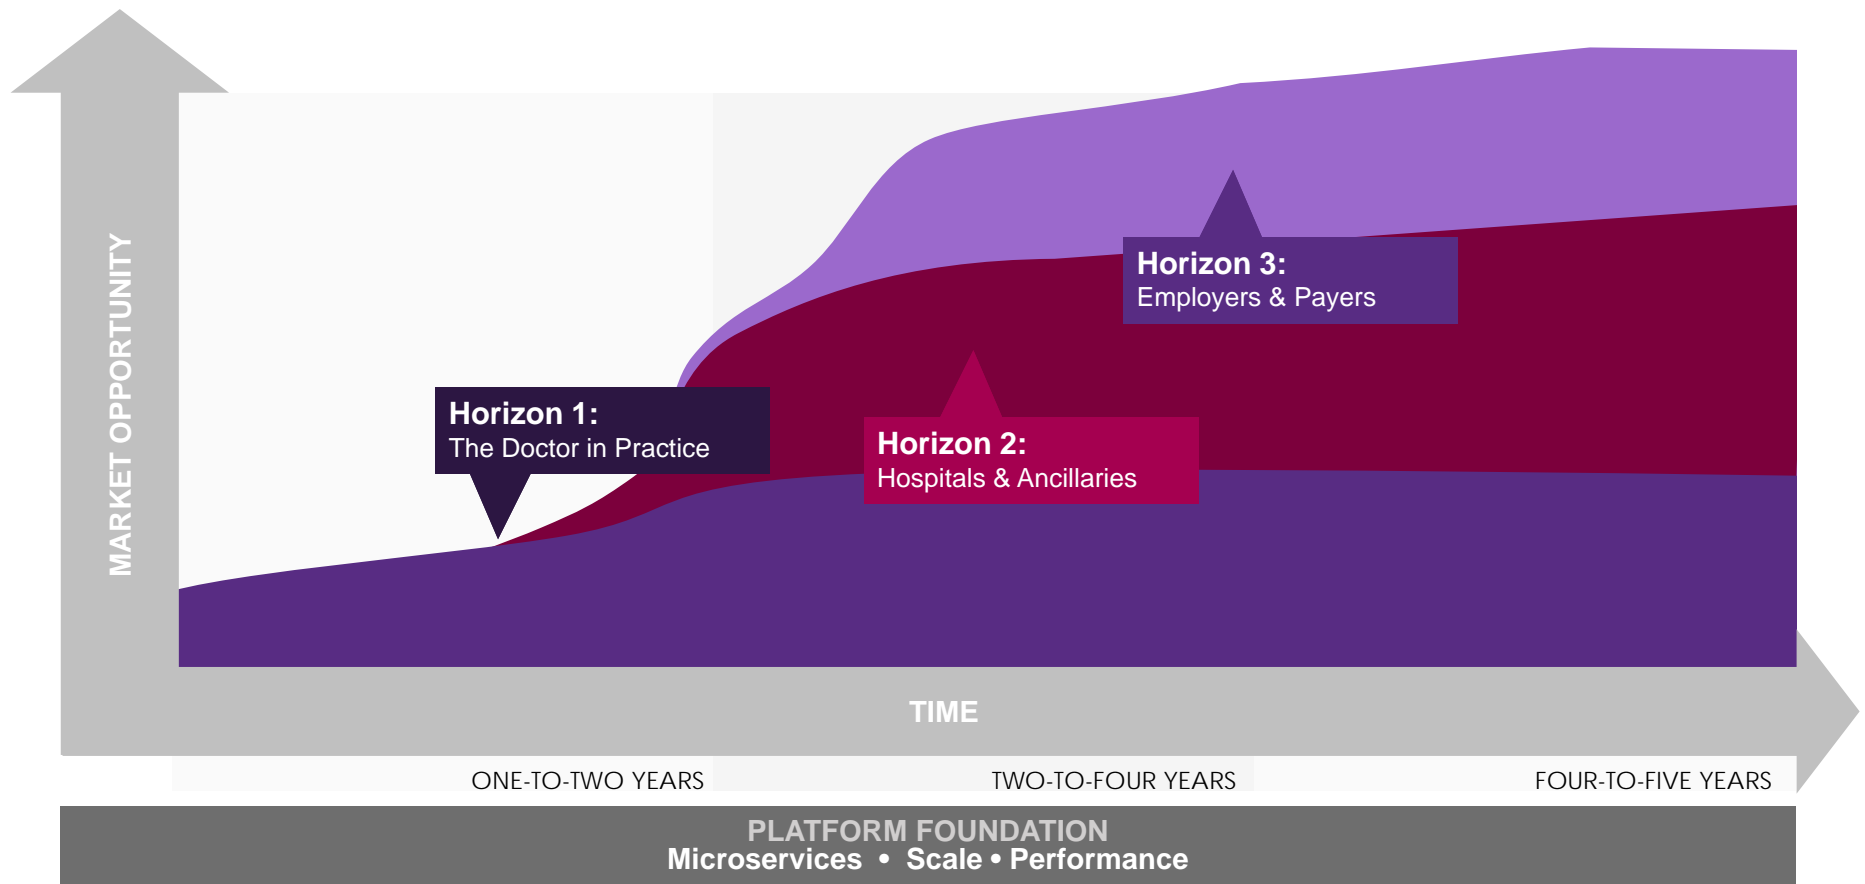 MARKET OPPORTUNITY
Horizon 1:
The Doctor in Practice
Horizon 2:
Hospitals & Ancillaries
Horizon 3:
Employers & Payers
TIME
ONE-TO-TWO YEARS
TWO-TO-FOUR YEARS
FOUR-TO-FIVE YEARS
PLATFORM FOUNDATION
Microservices • Scale • Performance